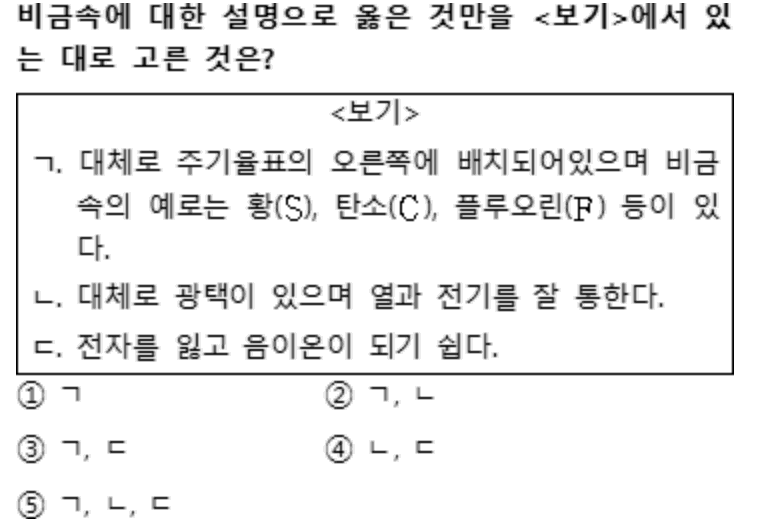 비금속에 대한 설명으로 옳은 것만을 <보기>에서 있
는 대로 고른 것은?
<보기>
ㄱ. 대체로 주기율표의 오른쪽에 배치되어있으며 비금
속의 예로는 황(S), 탄소(C), 플루오린(F) 등이 있
다.
ㄴ. 대체로 광택이 있으며 열과 전기를 잘 통한다.
ㄷ. 전자를 잃고 음이온이 되기 쉽다.
① ㄱ ② ㄱ, ㄴ
③ ㄱ, ㄷ ④ ㄴ, ㄷ
⑤ ㄱ, ㄴ, ㄷ